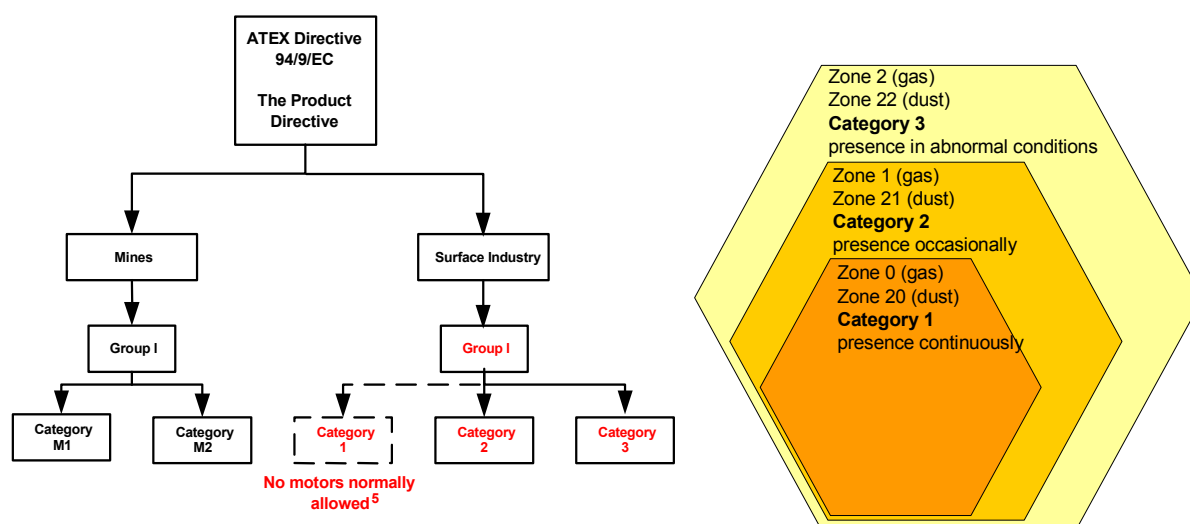 ATEX Directive
94/9/EC
The Product
Directive
Mines
Surface Industry
Group I
Group I
Category
M1
Category
M2
Category
1
Category
2
Category
3
No motors normally
allowed5
Zone 2 (gas)
Zone 22 (dust)
Category 3
presence in abnormal conditions
Zone 1 (gas)
Zone 21 (dust)
Category 2
presence occasionally
Zone 0 (gas)
Zone 20 (dust)
Category 1
presence continuously